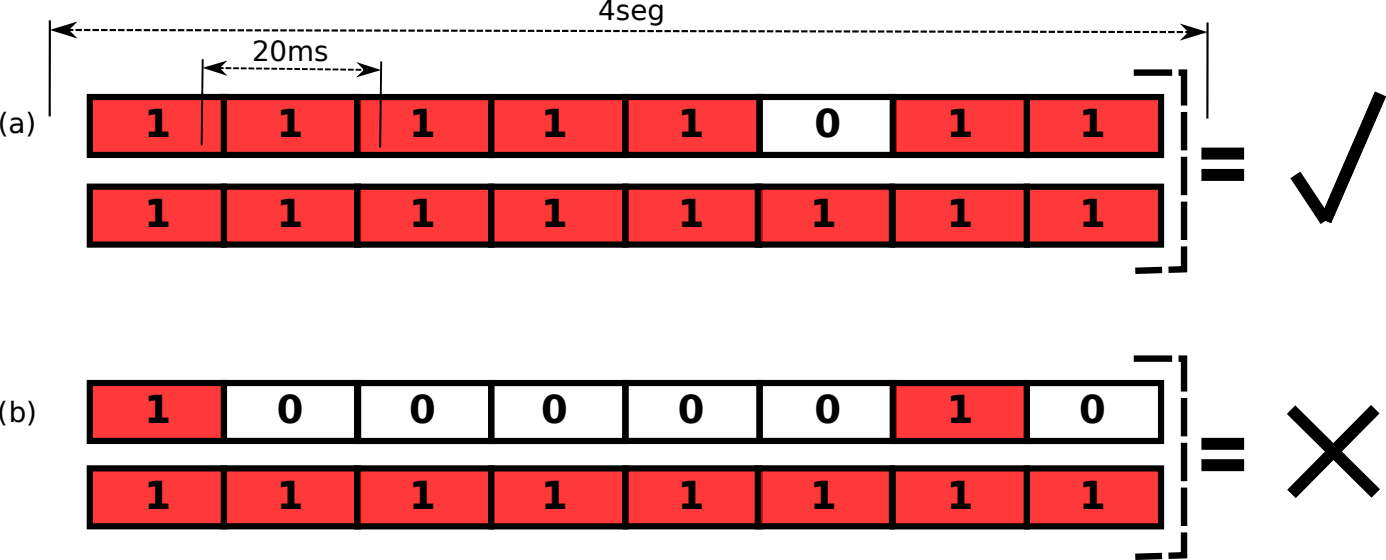 4seg
20ms
(a) 1 1 1 1 1 0 1 1
1 1 1 1 1 1 1 1
=
(b) 1 0 0 0 0 0 1 0
1 1 1 1 1 1 1 1
=